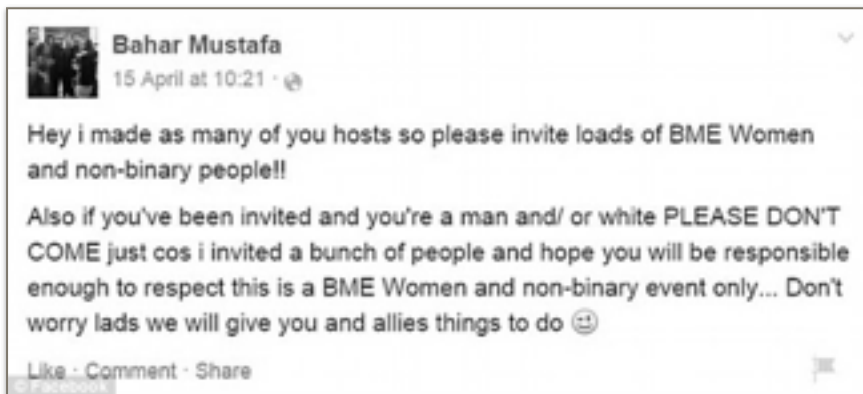 Bahar Mustafa
15 April at 10:21 ·
Hey i made as many of you hosts so please invite loads of BME Women
and non-binary people!!
Also if you've been invited and you're a man and/ or white PLEASE DON'T
COME just cos i invited a bunch of people and hope you will be responsible
enough to respect this is a BME Women and non-binary event only... Don't
worry lads we will give you and allies things to do
Like · Comment · Share
© Facebook